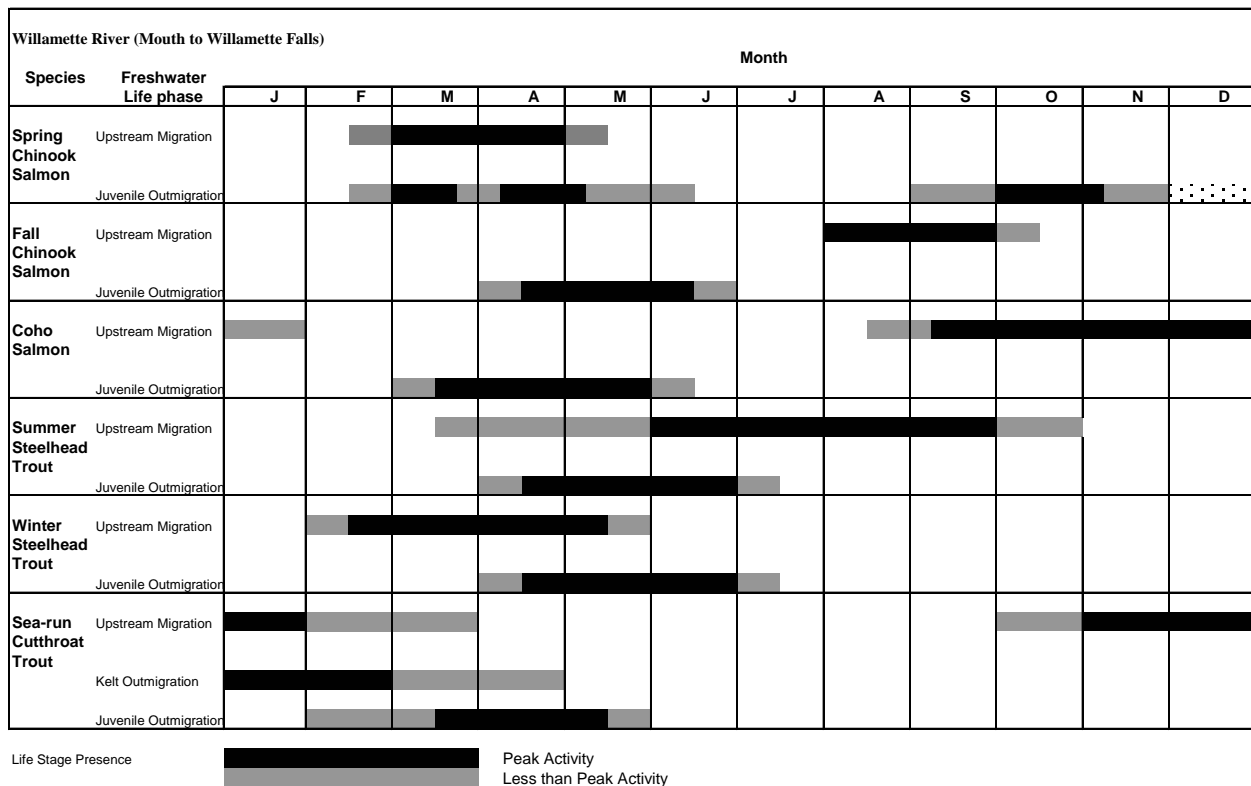 Willamette River (Mouth to Willamette Falls)
Month
Species Freshwater
Life phase J F M A M J J A S O N D
Spring Upstream Migration
Chinook
Salmon
Juvenile Outmigration
Fall Upstream Migration
Chinook
Salmon
Juvenile Outmigration
Coho Upstream Migration
Salmon
Juvenile Outmigration
Summer Upstream Migration
Steelhead
Trout
Juvenile Outmigration
Winter Upstream Migration
Steelhead
Trout
Juvenile Outmigration
Sea-run Upstream Migration
Cutthroat
Trout
Kelt Outmigration
Juvenile Outmigration
Life Stage Presence Peak Activity
Less than Peak Activity